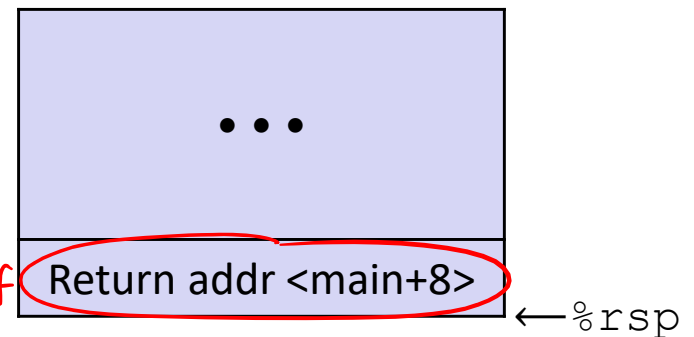 • • •
f Return addr <main+8>
←%rsp